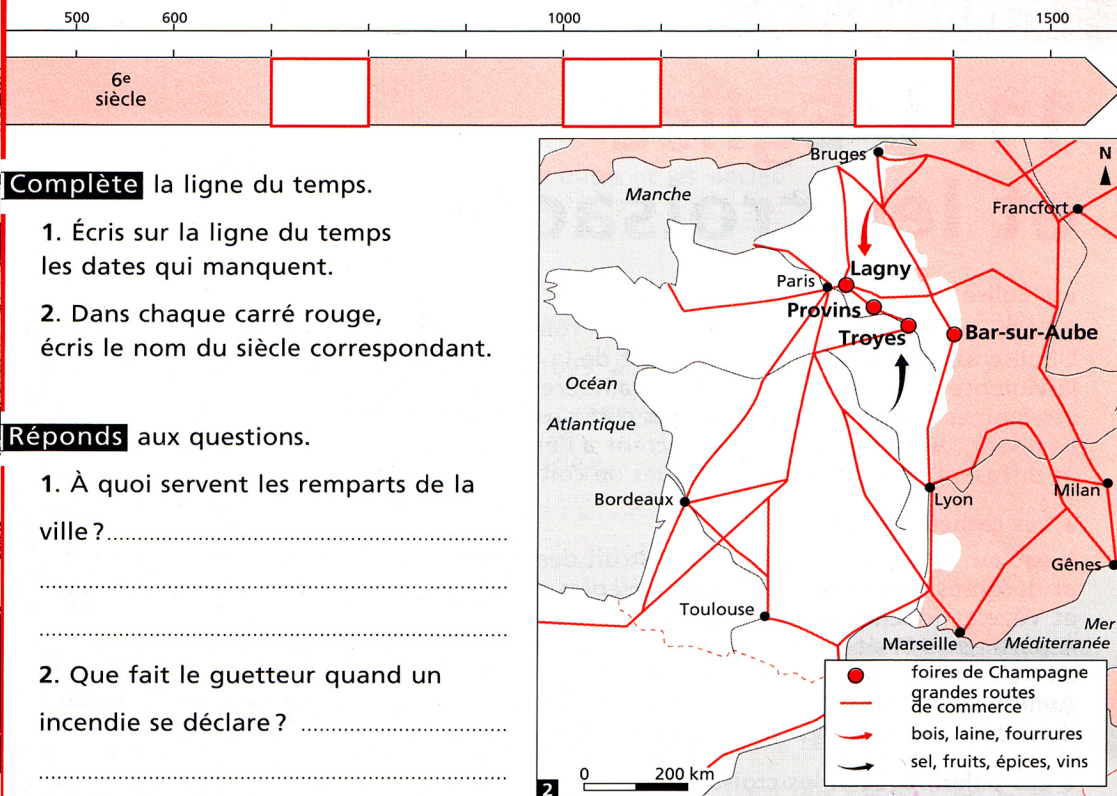 500 600 1000 1500
6e
siècle
Complète la ligne du temps.
1. Écris sur la ligne du temps
les dates qui manquent.
2. Dans chaque carré rouge,
écris le nom du siècle correspondant.
Réponds aux questions.
1. À quoi servent les remparts de la
ville ?
2. Que fait le guetteur quand un
incendie se déclare ?
Bruges
N
Manche
Francfort
Lagny
Paris
Provins
Troyes
Bar-sur-Aube
Océan
Atlantique
Bordeaux
Lyon
Milan
Gênes
Toulouse
Marseille
Mer
Méditerranée
foires de Champagne
grandes routes
de commerce
bois, laine, fourrures
sel, fruits, épices, vins
0 200 km
2